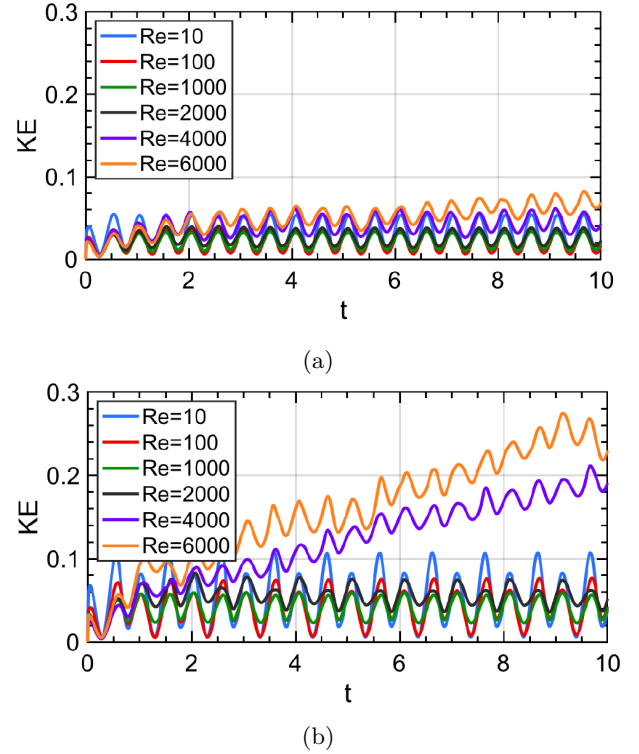 0.3
0.2
0.1
0
KE
Re=10
Re=100
Re=1000
Re=2000
Re=4000
Re=6000
0 2 4 6 8 10
t
(a)
0.3
0.2
0.1
0
KE
Re=10
Re=100
Re=1000
Re=2000
Re=4000
Re=6000
0 2 4 6 8 10
t
(b)